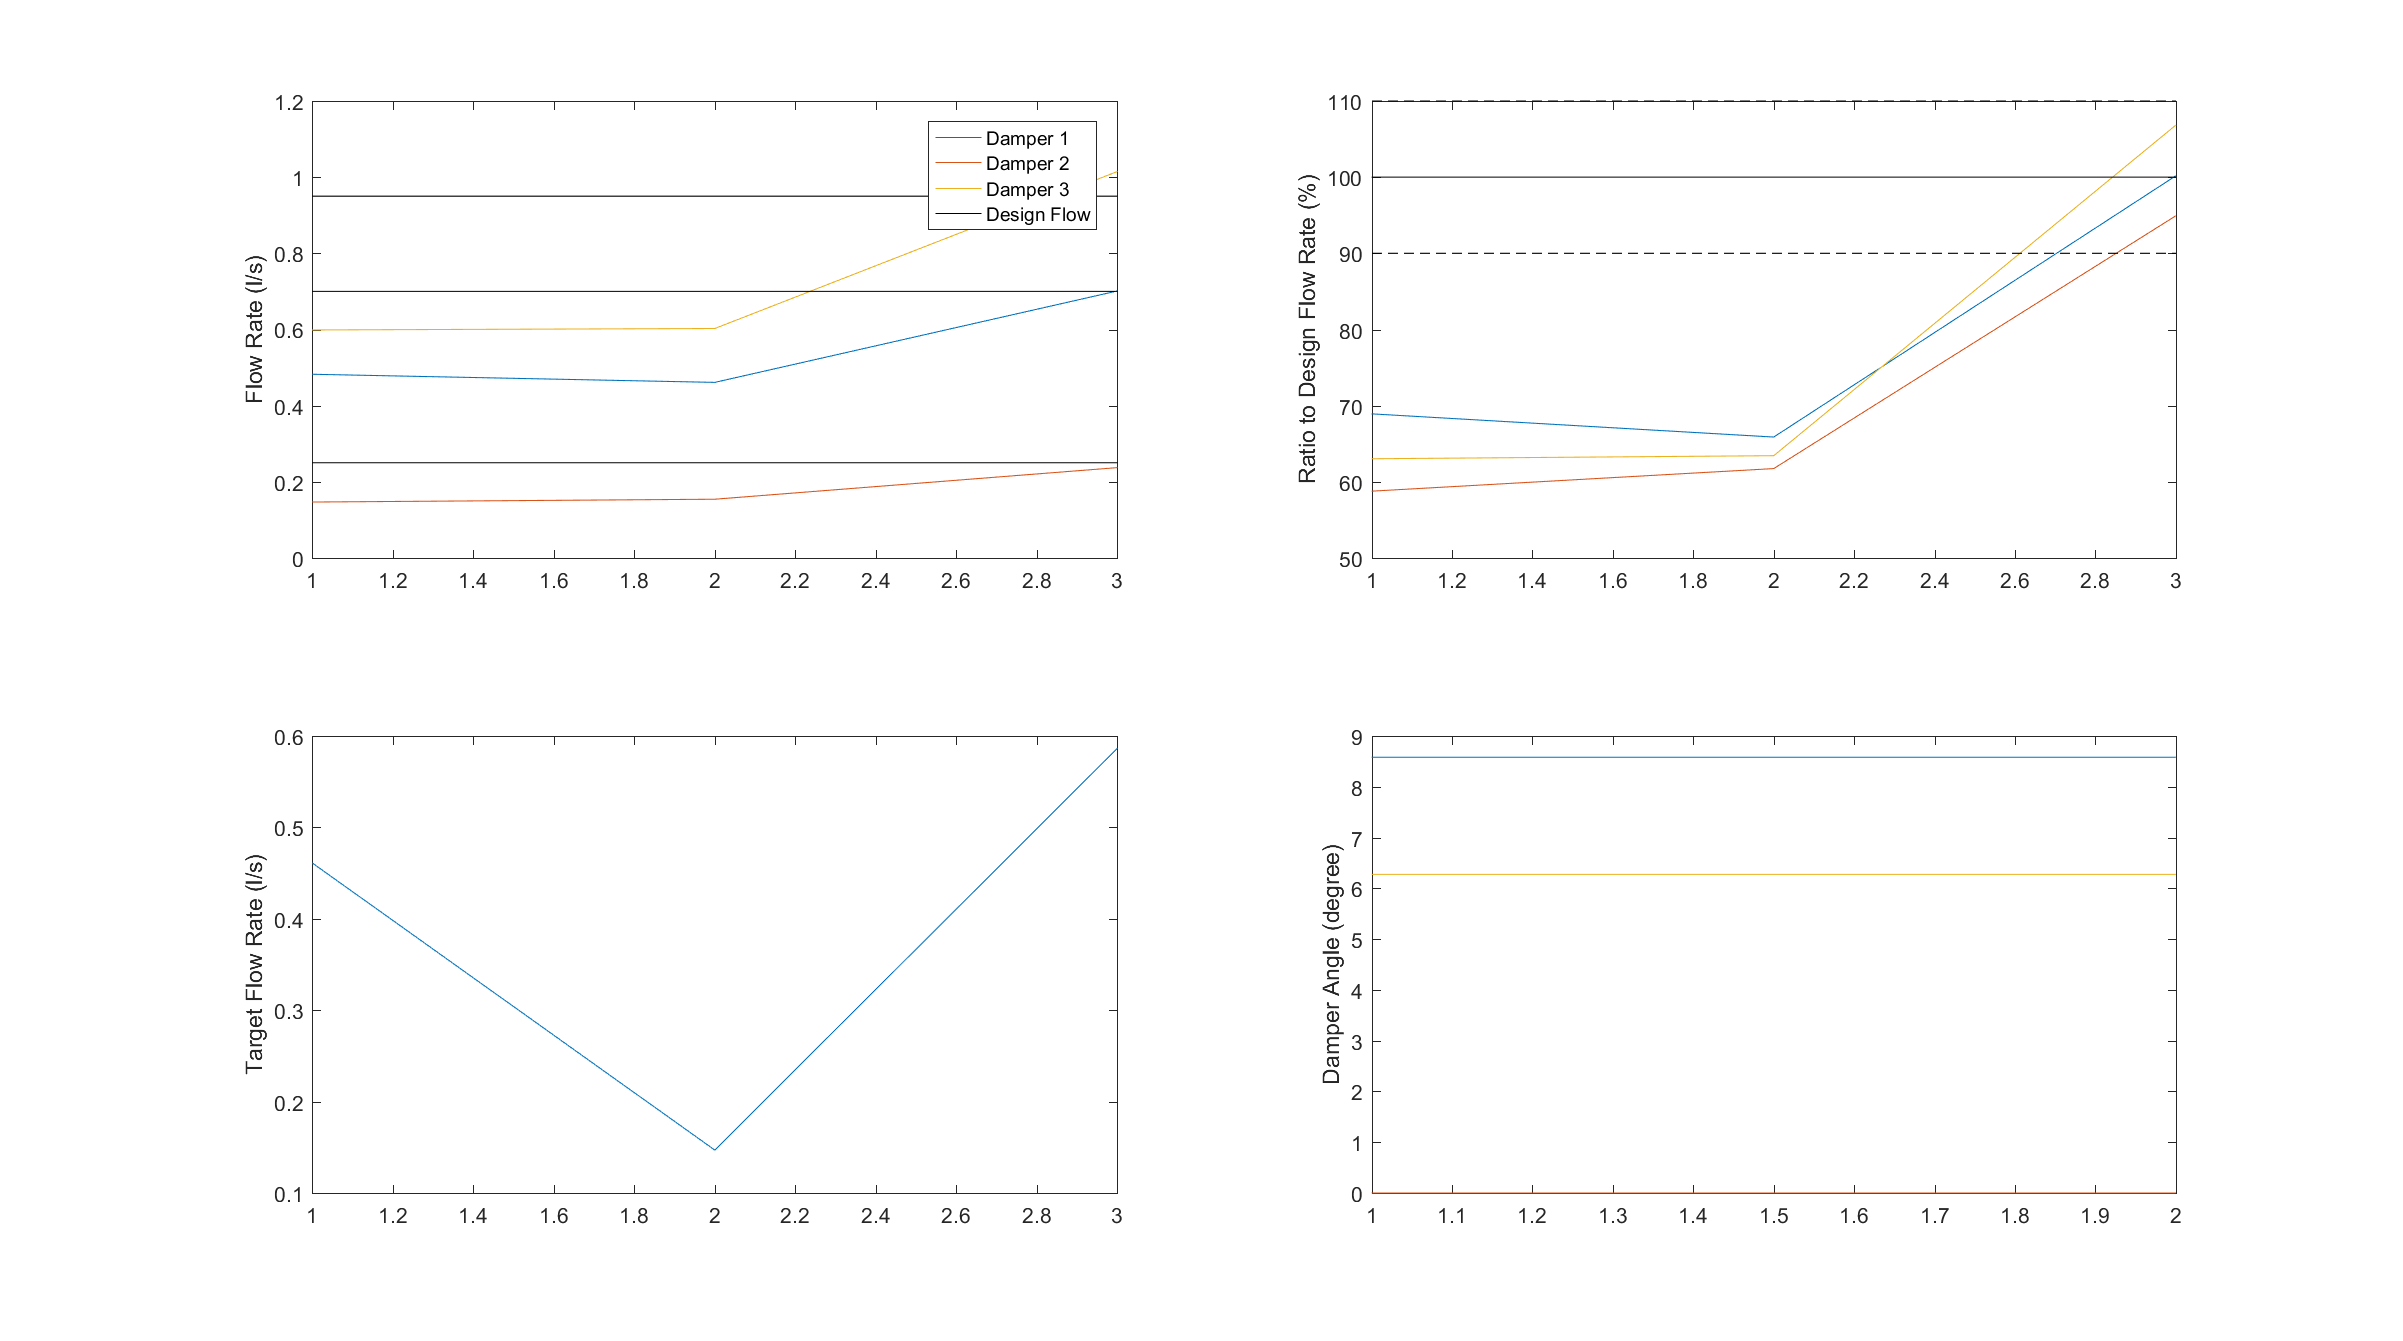 1.2
1
0.8
0.6
0.4
0.2
0
Flow Rate (l/s)
1 1.2 1.4 1.6 1.8 2 2.2 2.4 2.6 2.8 3
Damper 1
Damper 2
Damper 3
Design Flow
110
100
90
80
70
60
50
Ratio to Design Flow Rate (%)
1 1.2 1.4 1.6 1.8 2 2.2 2.4 2.6 2.8 3
0.6
0.5
0.4
0.3
0.2
0.1
Target Flow Rate (l/s)
1 1.2 1.4 1.6 1.8 2 2.2 2.4 2.6 2.8 3
9
8
7
6
5
4
3
2
1
0
Damper Angle (degree)
1 1.1 1.2 1.3 1.4 1.5 1.6 1.7 1.8 1.9 2